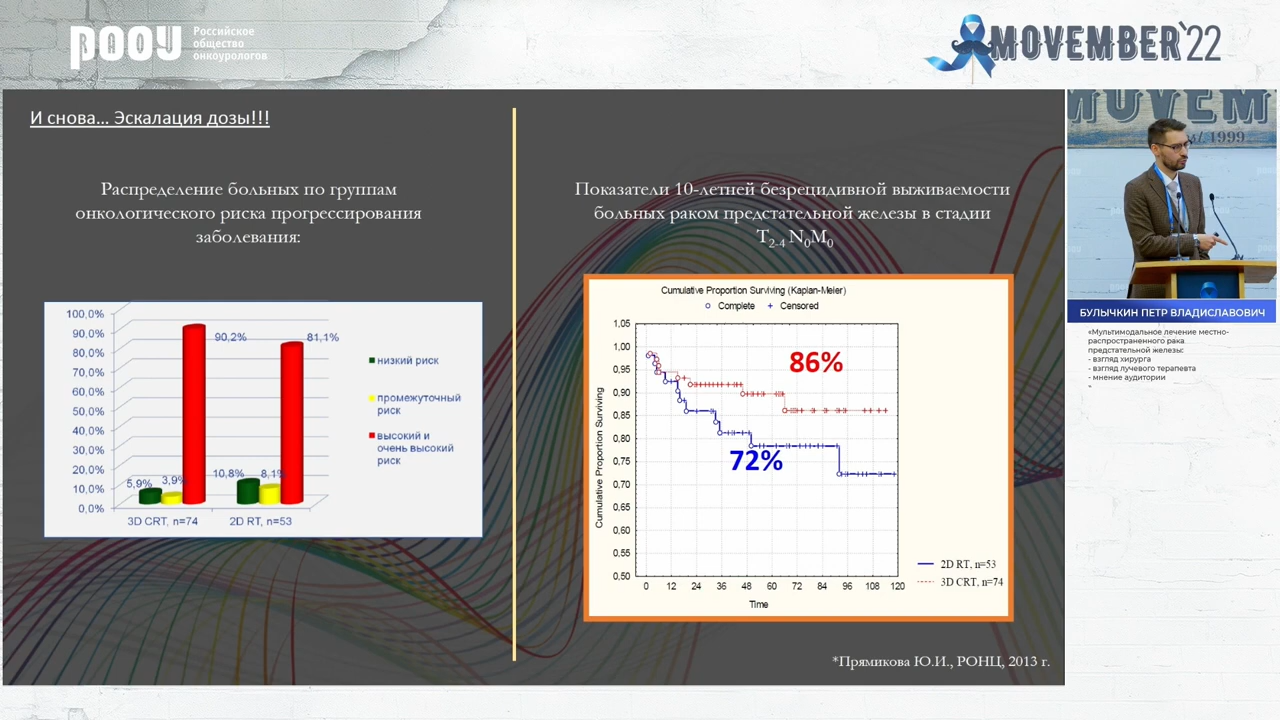 РООУ
Российское
общество
онкоурологов
MOVEMBER'22
И снова... Эскалация дозы!!!
Распределение больных по группам
онкологического риска прогрессирования
заболевания:
100,0%
90,0%
80,0%
70,0%
60,0%
50,0%
40,0%
30,0%
20,0%
10,0%
0,0%
5,9%
3,9%
90,2%
10,8%
8,1%
81,1%
3D CRT, n=74
2D RT, n=53
низкий риск
промежуточный
риск
высокий и
очень высокий
риск
Показатели 10-летней безрецидивной выживаемости
больных раком предстательной железы в стадии
T2-4 N0M0
Cumulative Proportion Surviving (Kaplan-Meier)
Complete
Censored
Cumulative Proportion Surviving
1,05
1,00
0,95
0,90
0,85
0,80
0,75
0,70
0,65
0,60
0,55
0,50
86%
72%
0 12 24 36 48 60 72 84 96 108 120
Time
2D RT, n=53
3D CRT, n=74
*Прямикова Ю.И., РОНЦ, 2013 г.
MOVEM
/ 1999
БУЛЫЧКИН ПЕТР ВЛАДИСЛАВОВИЧ
«Мультимодальное лечение местно-
распространенного рака
предстательной железы:
- взгляд хирурга
- взгляд лучевого терапевта
- мнение аудитории
»